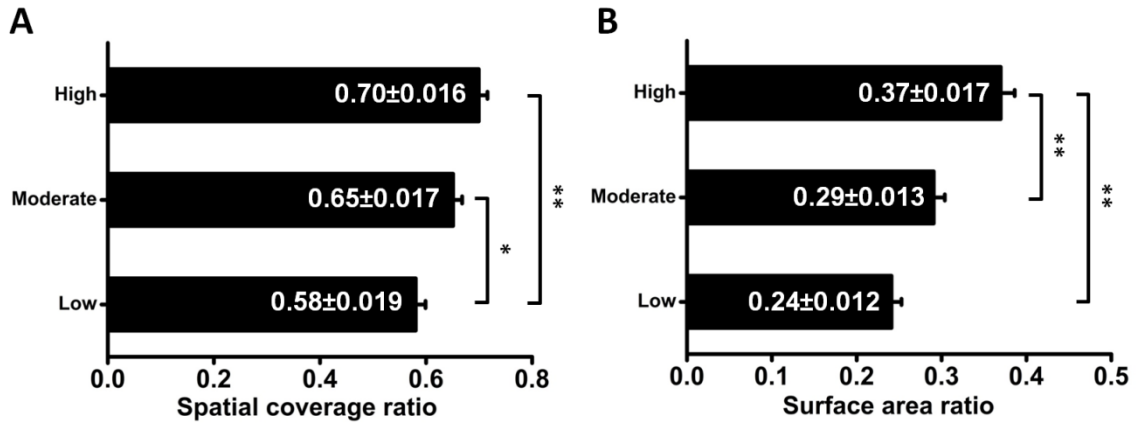 A
High
0.70±0.016
Moderate
0.65±0.017
Low
0.58±0.019
*
**
0.0 0.2 0.4 0.6 0.8
Spatial coverage ratio
B
High
0.37±0.017
Moderate
0.29±0.013
Low
0.24±0.012
**
**
0.0 0.1 0.2 0.3 0.4 0.5
Surface area ratio